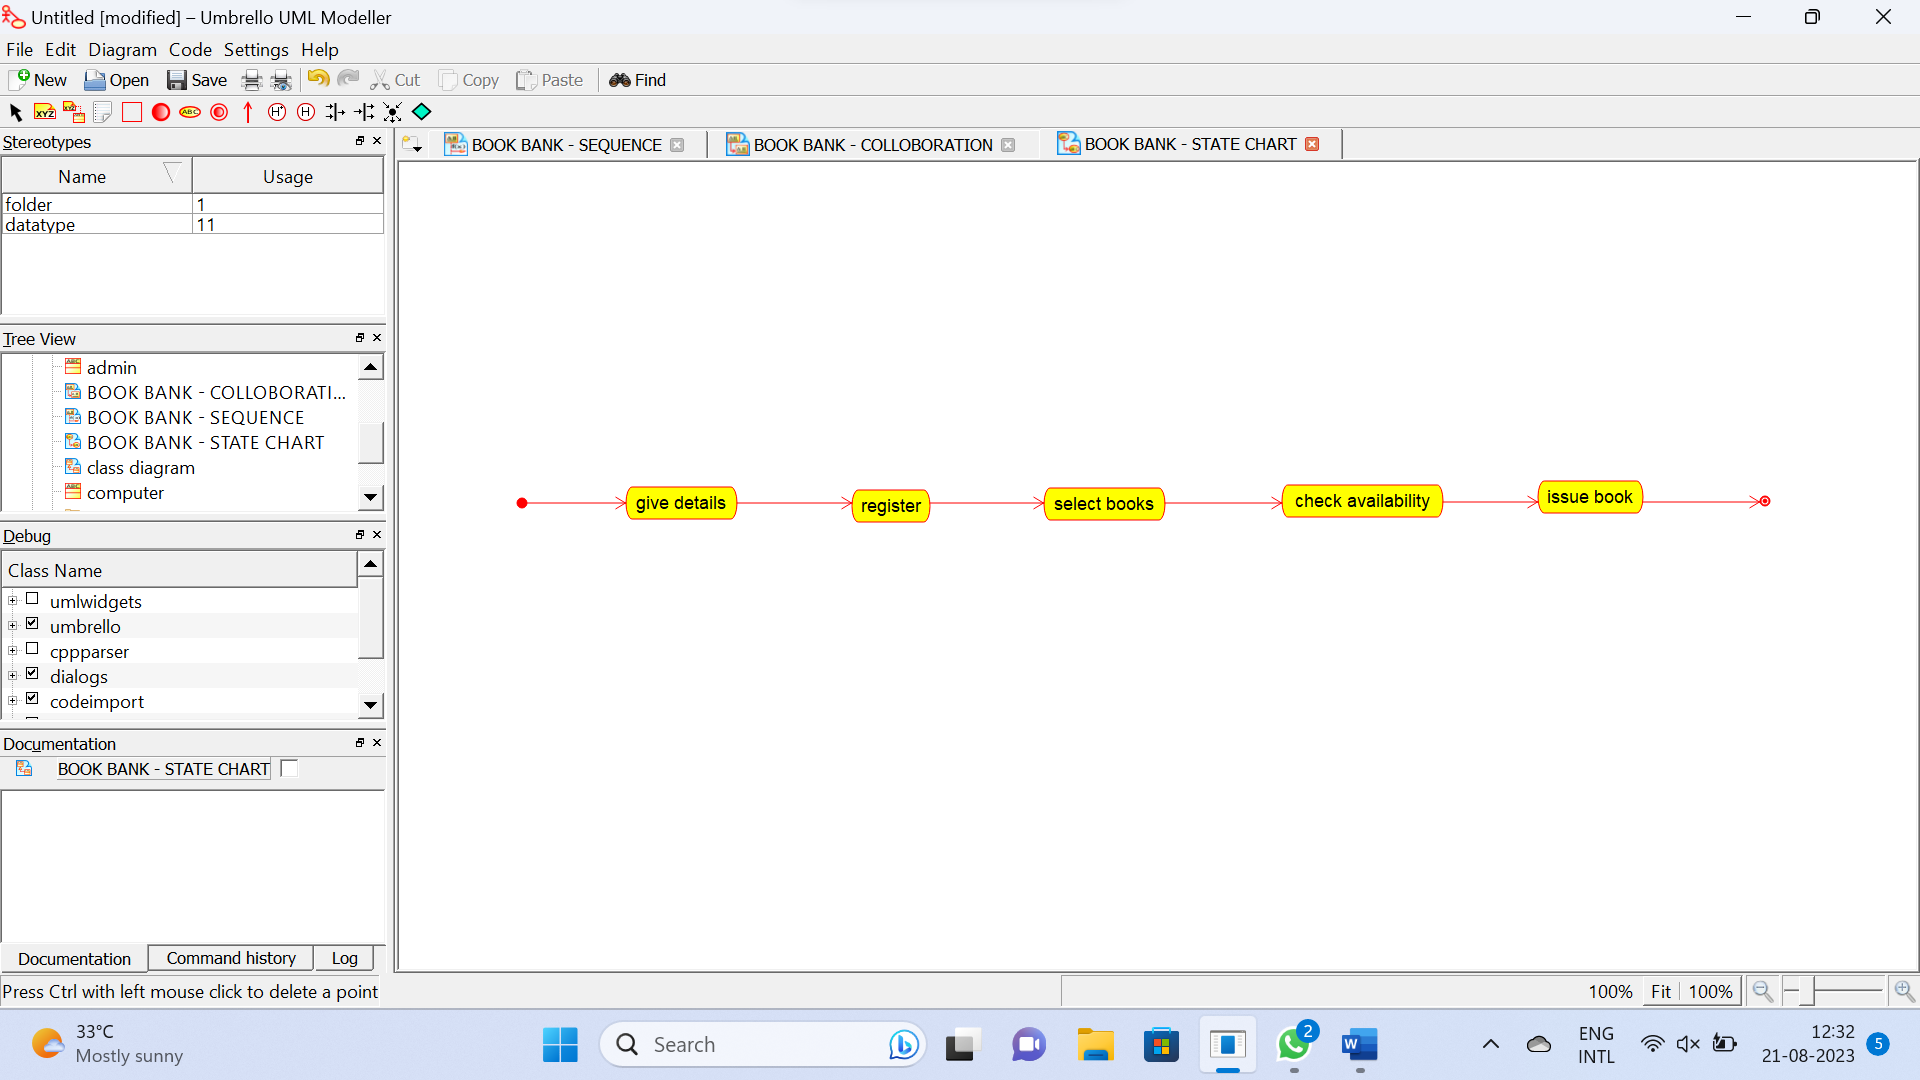 Untitled [modified] – Umbrello UML Modeller
File Edit Diagram Code Settings Help
New Open Save Cut Copy Paste Find
XYZ XYZ ABC H* H
Stereotypes
Name Usage
folder 1
datatype 11
Tree View
admin
BOOK BANK - COLLOBORATI...
BOOK BANK - SEQUENCE
BOOK BANK - STATE CHART
class diagram
computer
Debug
Class Name
umlwidgets
umbrello
cppparser
dialogs
codeimport
Documentation
BOOK BANK - STATE CHART
Documentation Command history Log
Press Ctrl with left mouse click to delete a point
BOOK BANK - SEQUENCE BOOK BANK - COLLOBORATION BOOK BANK - STATE CHART
give details register select books check availability issue book
100% Fit 100%
33°C
Mostly sunny
Search
2
W
ENG
INTL
12:32
21-08-2023
5